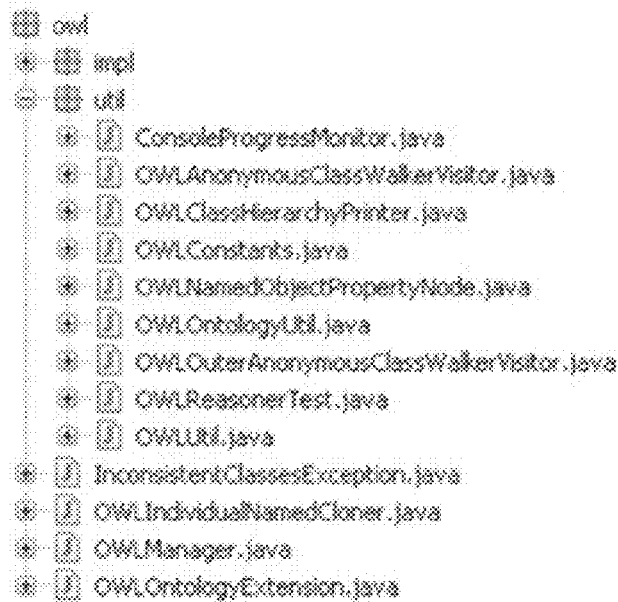 owl
impl
util
ConsoleProgressMonitor.java
OWLAnonymousClassWalkerVisitor.java
OWLClassHierarchyPrinter.java
OWLConstants.java
OWLNamedObjectPropertyNode.java
OWLOntologyUtil.java
OWLOuterAnonymousClassWalkerVisitor.java
OWLReasonerTest.java
OWLUtil.java
InconsistentClassesException.java
OWLIndividualNamedCloner.java
OWLManager.java
OWLOntologyExtension.java